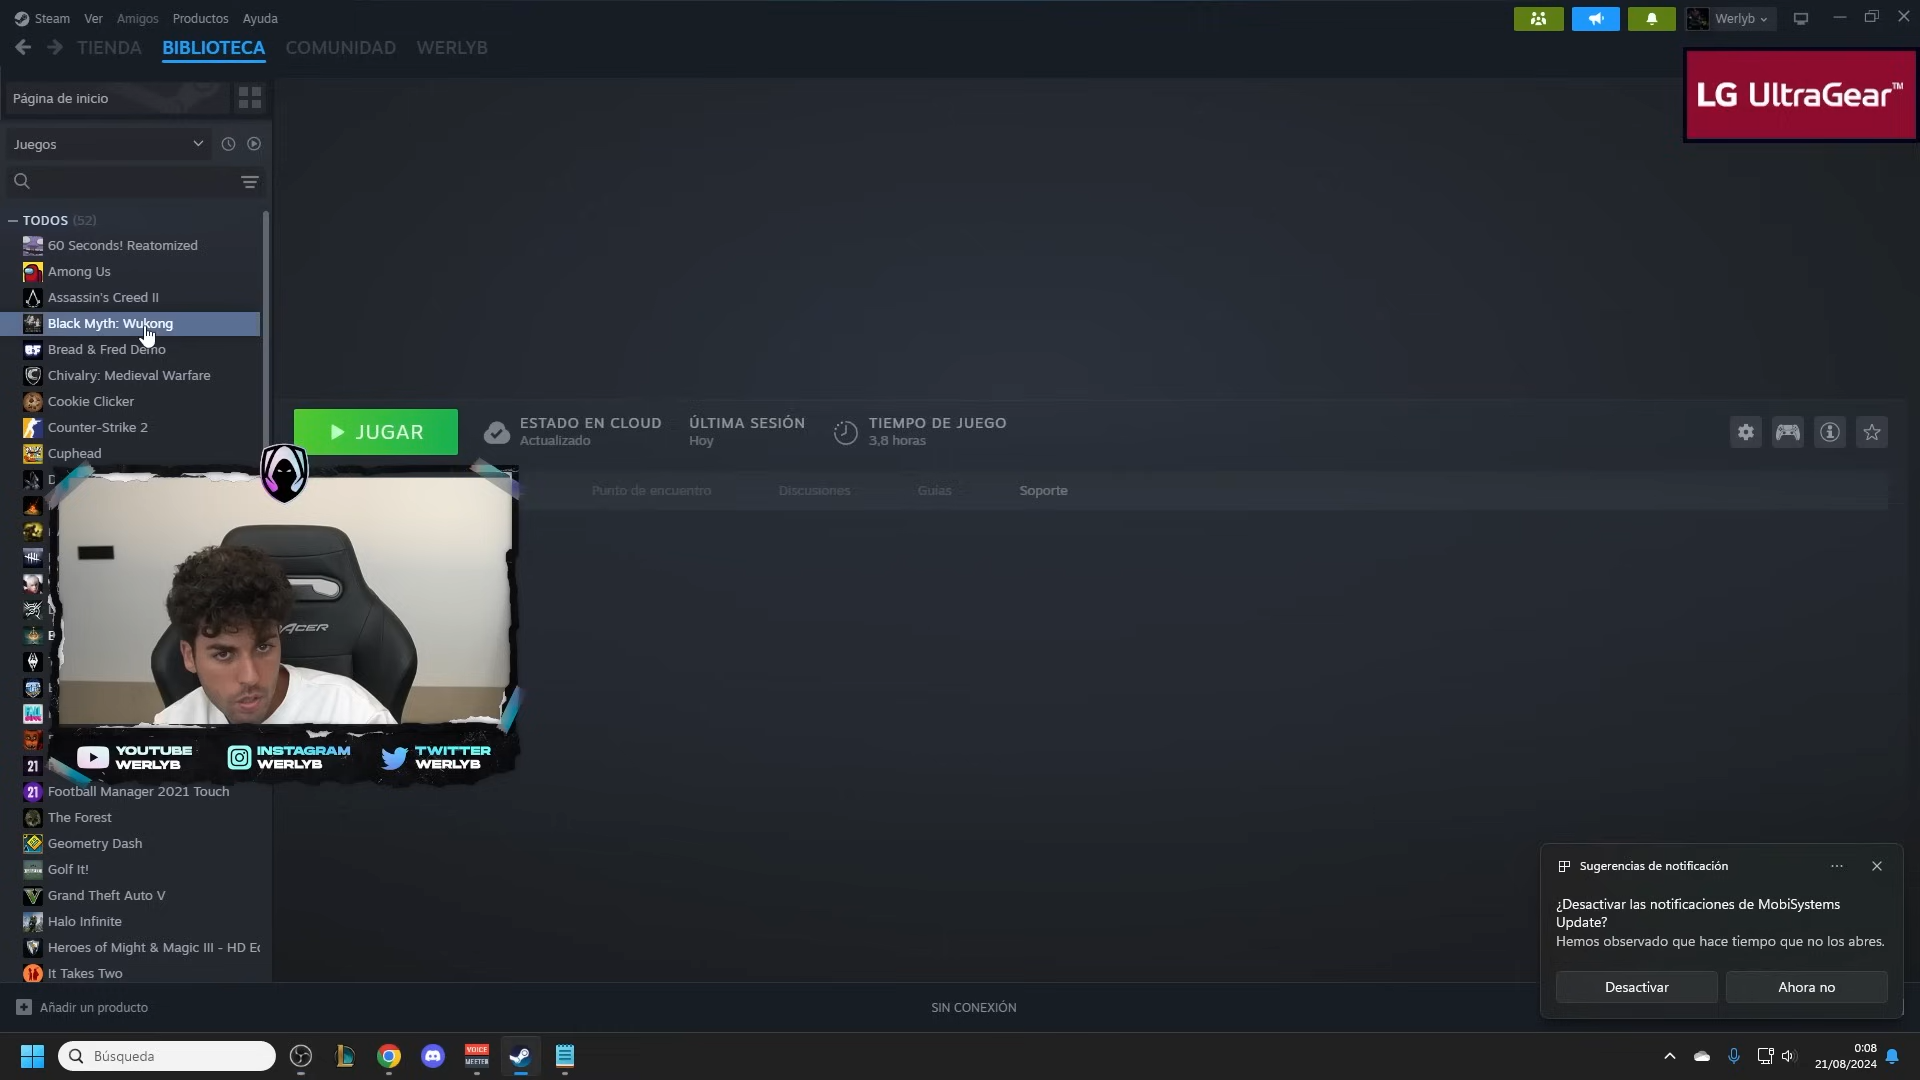 Steam Ver Amigos Productos Ayuda
Werlyb
TIENDA BIBLIOTECA COMUNIDAD WERLYB
LG UltraGear™
Página de inicio
Juegos
TODOS (52)
60 Seconds! Reatomized
Among Us
Assassin's Creed II
Black Myth: Wukong
Bread & Fred Demo
Chivalry: Medieval Warfare
Cookie Clicker
Counter-Strike 2
Cuphead
JUGAR
ESTADO EN CLOUD
Actualizado
ÚLTIMA SESIÓN
Hoy
TIEMPO DE JUEGO
3,8 horas
Punto de encuentro Discusiones Guías Soporte
YOUTUBE
WERLYB
INSTAGRAM
WERLYB
TWITTER
WERLYB
Football Manager 2021 Touch
The Forest
Geometry Dash
Golf It!
Grand Theft Auto V
Halo Infinite
Heroes of Might & Magic III - HD
It Takes Two
Sugerencias de notificación
¿Desactivar las notificaciones de MobiSystems
Update?
Hemos observado que hace tiempo que no los abres.
Desactivar
Ahora no
Añadir un producto
SIN CONEXIÓN
Búsqueda
VOICE
MEETER
0:08
21/08/2024